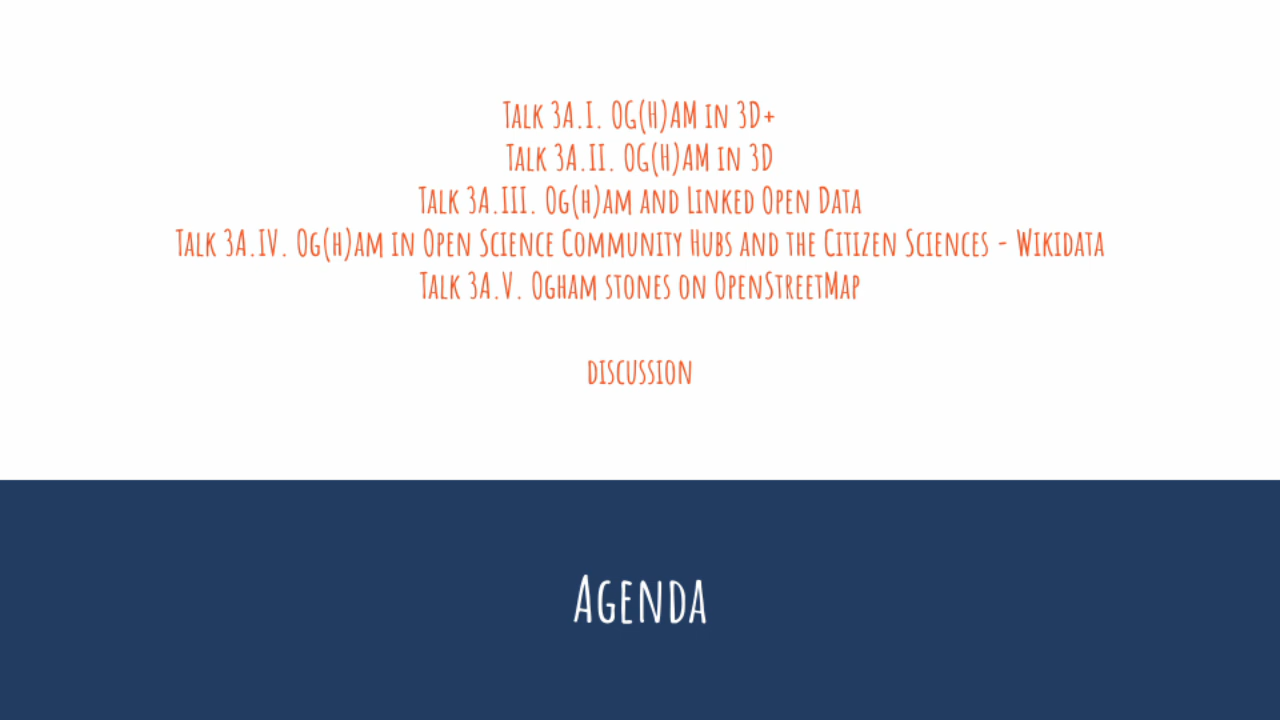 Talk 3A.I. OG(H)AM in 3D+
Talk 3A.II. OG(H)AM in 3D
Talk 3A.III. Og(h)am and Linked Open Data
Talk 3A.IV. Og(h)am in Open Science Community Hubs and the Citizen Sciences - Wikidata
Talk 3A.V. Ogham stones on OpenStreetMap
discussion
Agenda